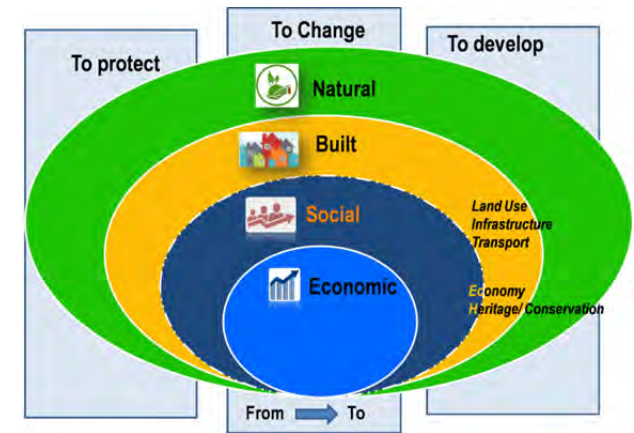 To Change
To protect
To develop
Natural
Built
Social
Land Use
Infrastructure
Transport
Economic
Economy
Heritage/ Conservation
From To